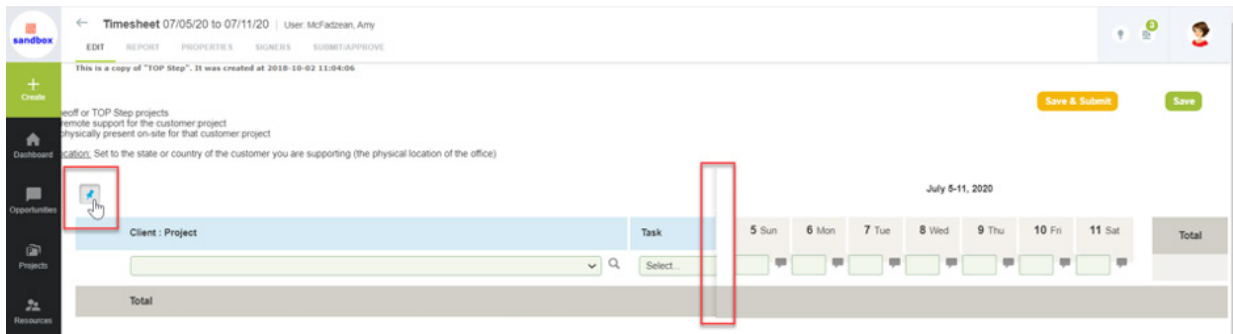 sandbox
Timesheet 07/05/20 to 07/11/20 | User: McFadzean, Amy
3
EDIT REPORT PROPERTIES SIGNERS SUBMIT/APPROVE
This is a copy of "TOP Step". It was created at 2018-10-02 11:04:06
Create
Save & Submit Save
eoff or TOP Step projects
remote support for the customer project
physically present on-site for that customer project
Dashboard
ocation: Set to the state or country of the customer you are supporting (the physical location of the office)
Opportunities
July 5-11, 2020
Client : Project Task 5 Sun 6 Mon 7 Tue 8 Wed 9 Thu 10 Fri 11 Sat Total
Projects
Select...
Total
Resources